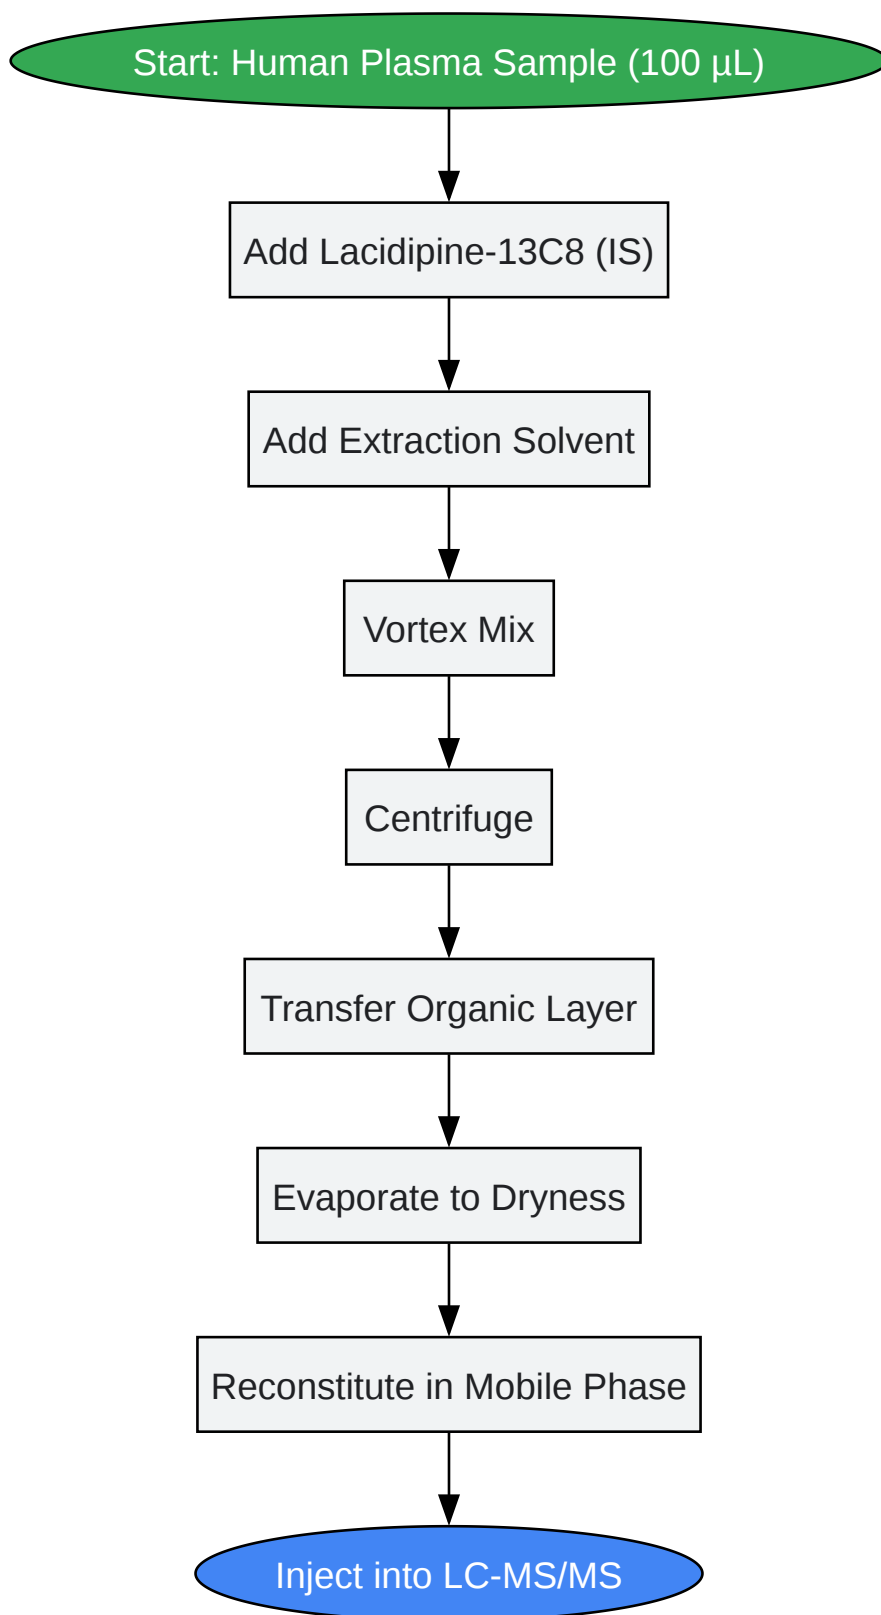 Start: Human Plasma Sample (100 µL)
Add Lacidipine-13C8 (IS)
Add Extraction Solvent
Vortex Mix
Centrifuge
Transfer Organic Layer
Evaporate to Dryness
Reconstitute in Mobile Phase
Inject into LC-MS/MS